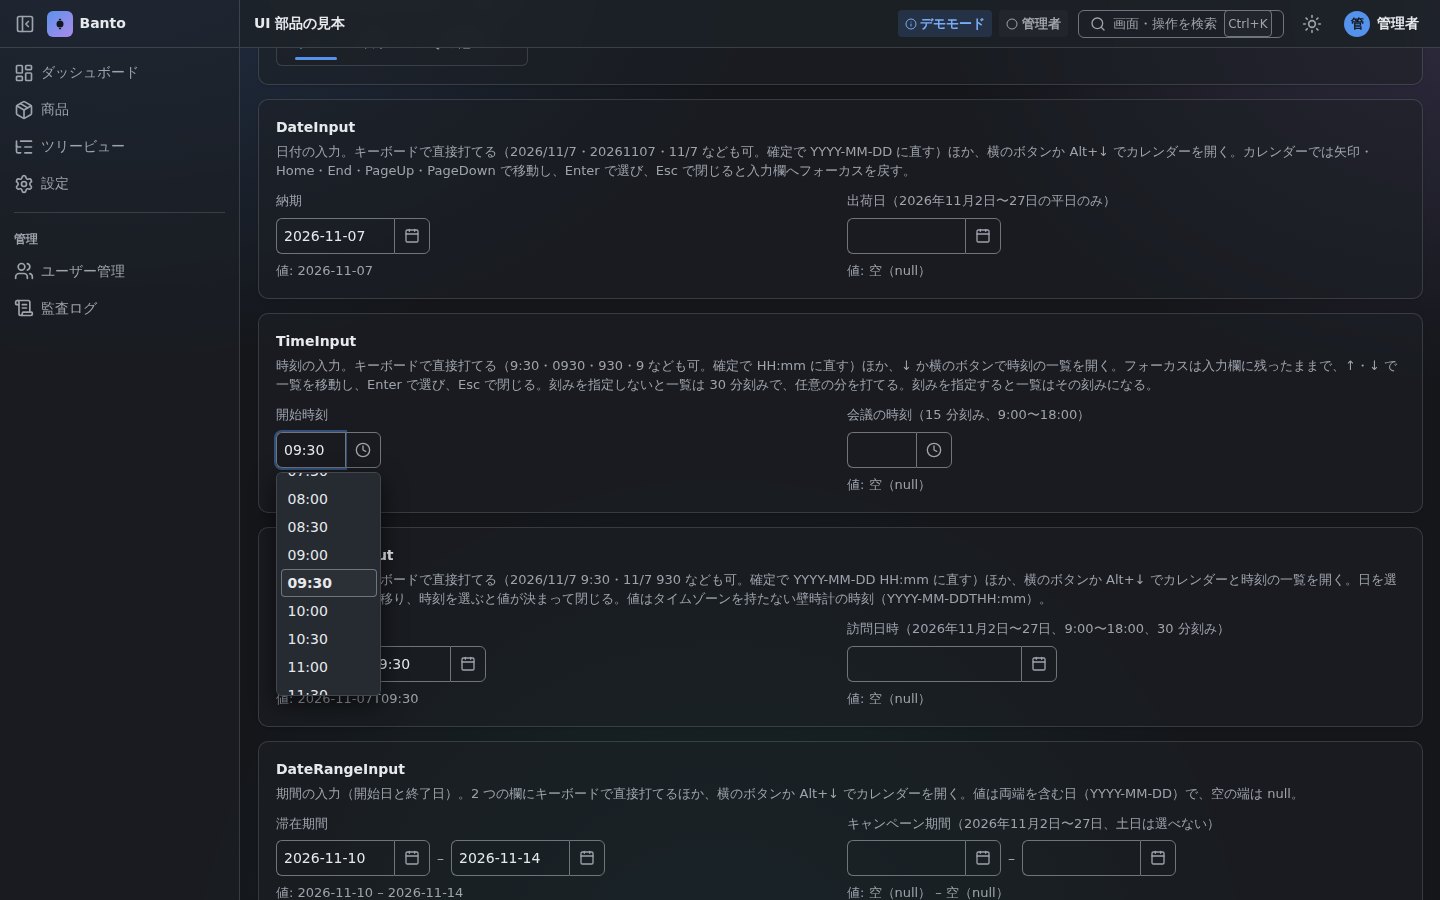 Banto
UI 部品の見本
デモモード
管理者
画面・操作を検索
Ctrl+K
管
管理者
ダッシュボード
商品
ツリービュー
設定
管理
ユーザー管理
監査ログ
DateInput
日付の入力。キーボードで直接打てる（2026/11/7・20261107・11/7 なども可。確定で YYYY-MM-DD に直す）ほか、横のボタンか Alt+↓ でカレンダーを開く。カレンダーでは矢印・
Home・End・PageUp・PageDown で移動し、Enter で選び、Esc で閉じると入力欄へフォーカスを戻す。
納期
出荷日（2026年11月2日〜27日の平日のみ）
2026-11-07
値: 2026-11-07
値: 空（null）
TimeInput
時刻の入力。キーボードで直接打てる（9:30・0930・930・9 なども可。確定で HH:mm に直す）ほか、↓ か横のボタンで時刻の一覧を開く。フォーカスは入力欄に残ったままで、↑・↓ で
一覧を移動し、Enter で選び、Esc で閉じる。刻みを指定しないと一覧は 30 分刻みで、任意の分を打てる。刻みを指定すると一覧はその刻みになる。
開始時刻
会議の時刻（15 分刻み、9:00〜18:00）
09:30
値: 空（null）
07:30
08:00
08:30
09:00
09:30
10:00
10:30
11:00
11:30
ut
ボードで直接打てる（2026/11/7 9:30・11/7 930 なども可。確定で YYYY-MM-DD HH:mm に直す）ほか、横のボタンか Alt+↓ でカレンダーと時刻の一覧を開く。日を選
移り、時刻を選ぶと値が決まって閉じる。値はタイムゾーンを持たない壁時計の時刻（YYYY-MM-DDTHH:mm）。
訪問日時（2026年11月2日〜27日、9:00〜18:00、30 分刻み）
9:30
値: 2026-11-07T09:30
値: 空（null）
DateRangeInput
期間の入力（開始日と終了日）。2 つの欄にキーボードで直接打てるほか、横のボタンか Alt+↓ でカレンダーを開く。値は両端を含む日（YYYY-MM-DD）で、空の端は null。
滞在期間
キャンペーン期間（2026年11月2日〜27日、土日は選べない）
2026-11-10
–
2026-11-14
–
値: 2026-11-10 – 2026-11-14
値: 空（null） – 空（null）